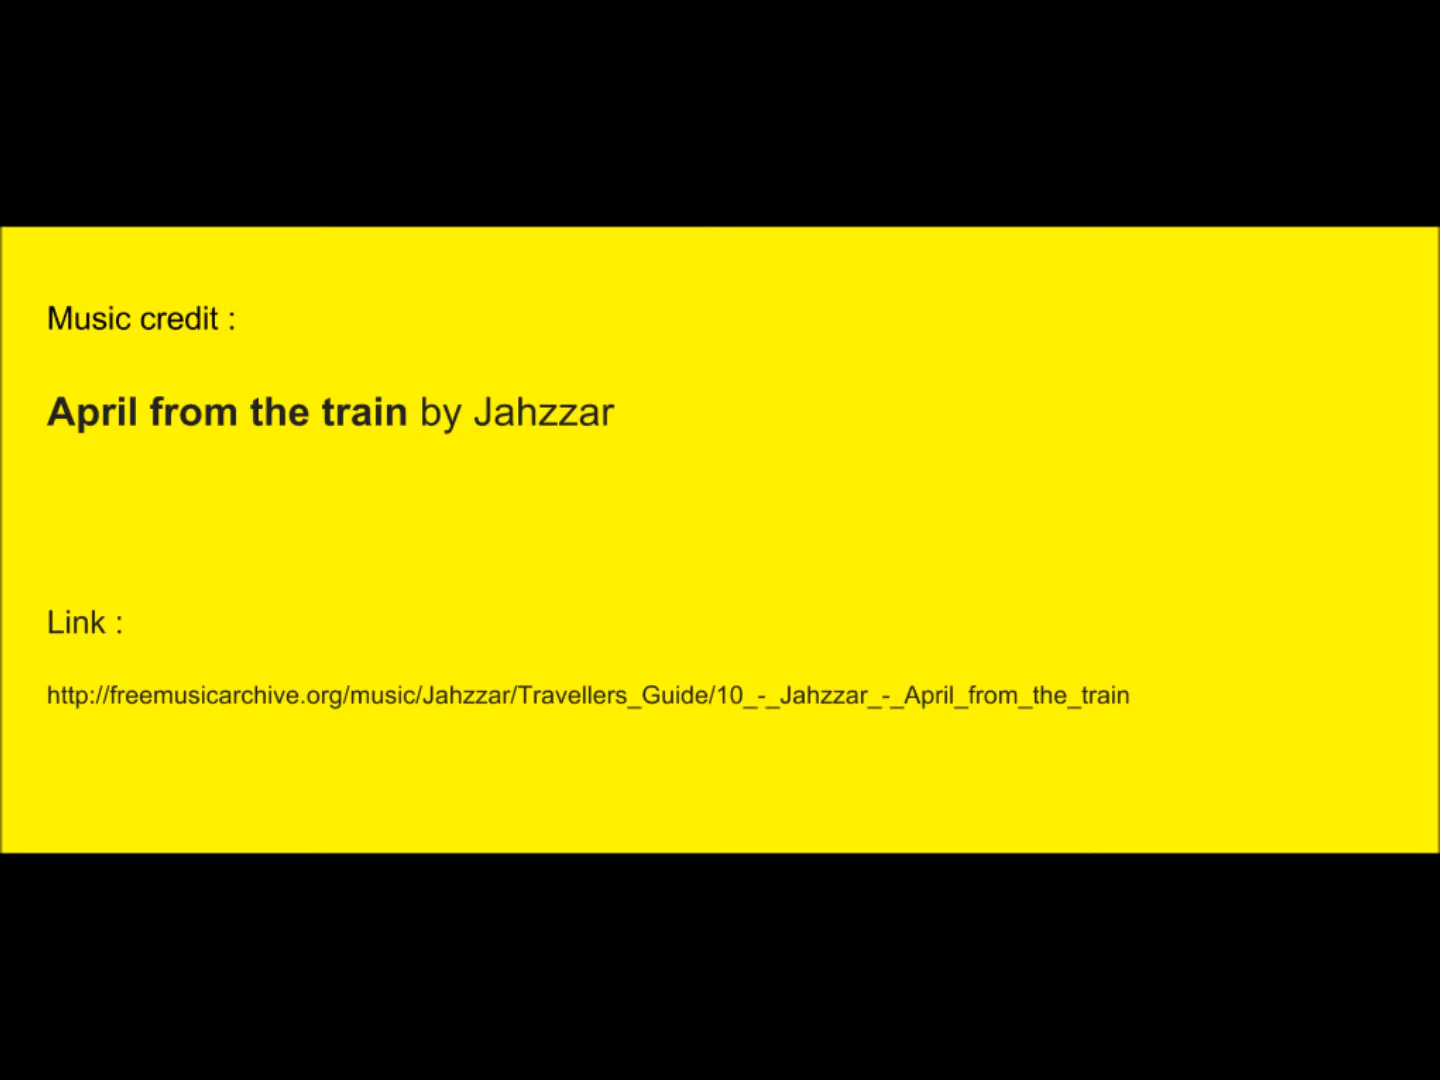 Music credit :
April from the train by Jahzzar
Link :
http://freemusicarchive.org/music/Jahzzar/Travellers_Guide/10_-_Jahzzar_-_April_from_the_train